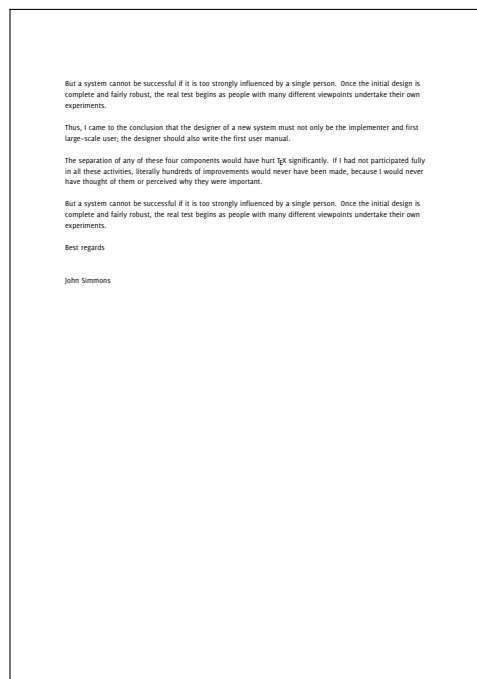 But a system cannot be successful if it is too strongly influenced by a single person. Once the initial design is
complete and fairly robust, the real test begins as people with many different viewpoints undertake their own
experiments.
Thus, I came to the conclusion that the designer of a new system must not only be the implementer and first
large-scale user; the designer should also write the first user manual.
The separation of any of these four components would have hurt TEX significantly. If I had not participated fully
in all these activities, literally hundreds of improvements would never have been made, because I would never
have thought of them or perceived why they were important.
But a system cannot be successful if it is too strongly influenced by a single person. Once the initial design is
complete and fairly robust, the real test begins as people with many different viewpoints undertake their own
experiments.
Best regards
John Simmons